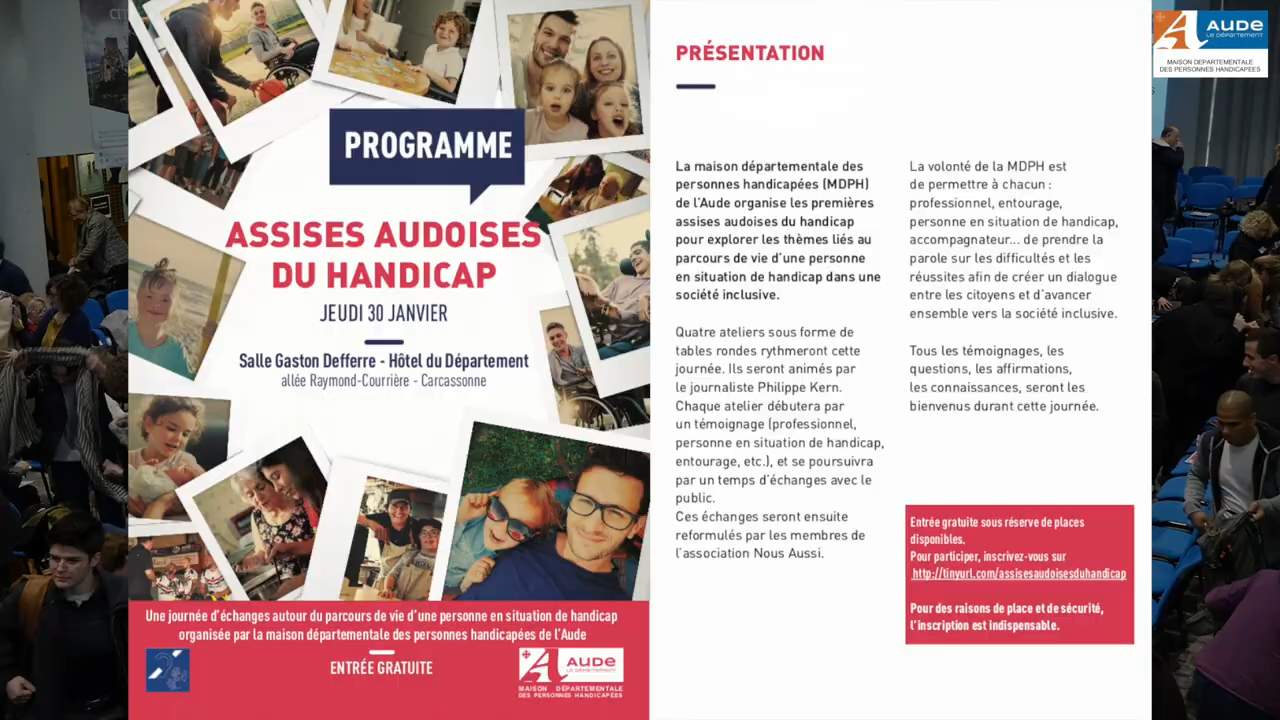 PROGRAMME
ASSISES AUDOISES
DU HANDICAP
JEUDI 30 JANVIER
Salle Gaston Defferre - Hôtel du Département
allée Raymond-Courrière - Carcassonne
Une journée d'échanges autour du parcours de vie d'une personne en situation de handicap
organisée par la maison départementale des personnes handicapées de l'Aude
ENTRÉE GRATUITE
AUDE
LE DÉPARTEMENT
MAISON DÉPARTEMENTALE
DES PERSONNES HANDICAPÉES
PRÉSENTATION
La maison départementale des
personnes handicapées (MDPH)
de l'Aude organise les premières
assises audoises du handicap
pour explorer les thèmes liés au
parcours de vie d'une personne
en situation de handicap dans une
société inclusive.
Quatre ateliers sous forme de
tables rondes rythmeront cette
journée. Ils seront animés par
le journaliste Philippe Kern.
Chaque atelier débutera par
un témoignage (professionnel,
personne en situation de handicap,
entourage, etc.), et se poursuivra
par un temps d'échanges avec le
public.
Ces échanges seront ensuite
reformulés par les membres de
l'association Nous Aussi.
La volonté de la MDPH est
de permettre à chacun :
professionnel, entourage,
personne en situation de handicap,
accompagnateur... de prendre la
parole sur les difficultés et les
réussites afin de créer un dialogue
entre les citoyens et d'avancer
ensemble vers la société inclusive.
Tous les témoignages, les
questions, les affirmations,
les connaissances, seront les
bienvenus durant cette journée.
Entrée gratuite sous réserve de places
disponibles.
Pour participer, inscrivez-vous sur
http://tinyurl.com/assisesaudoisesduhandicap
Pour des raisons de place et de sécurité,
l'inscription est indispensable.
AUDE
LE DÉPARTEMENT
MAISON DEPARTEMENTALE
DES PERSONNES HANDICAPEES